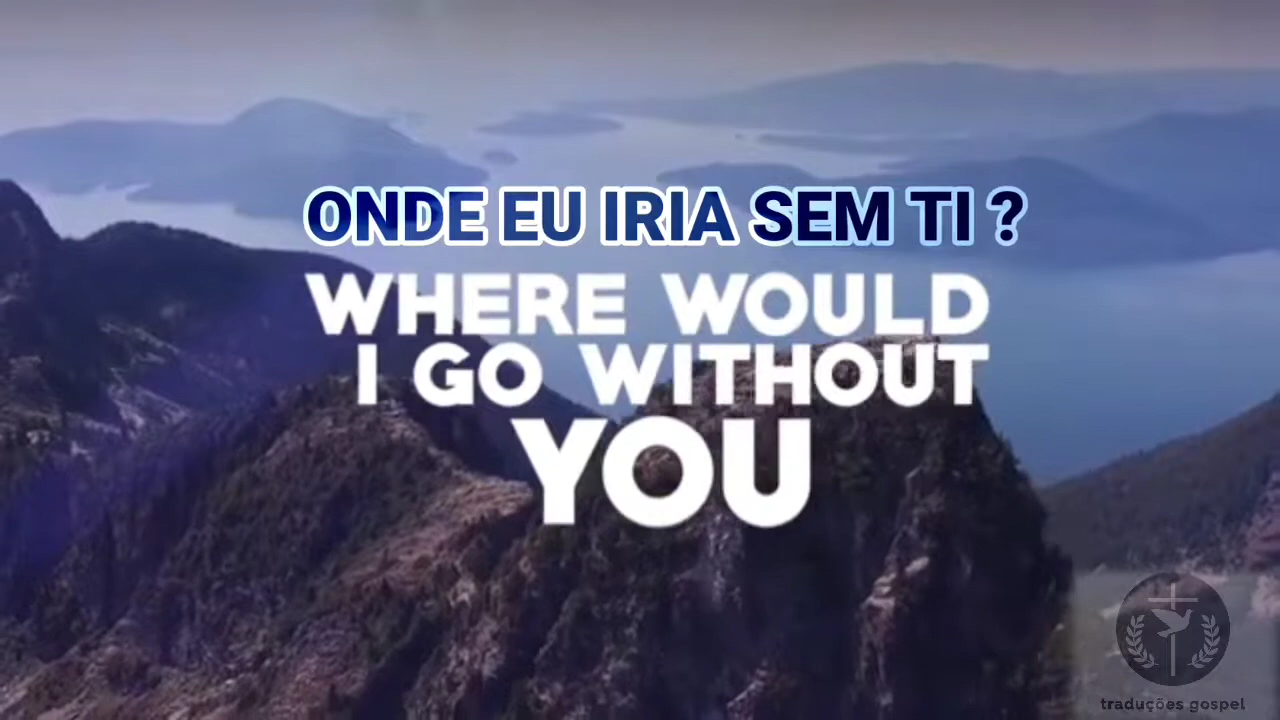 ONDE EU IRIA SEM TI ?
WHERE WOULD
I GO WITHOUT
YOU
traduções gospel